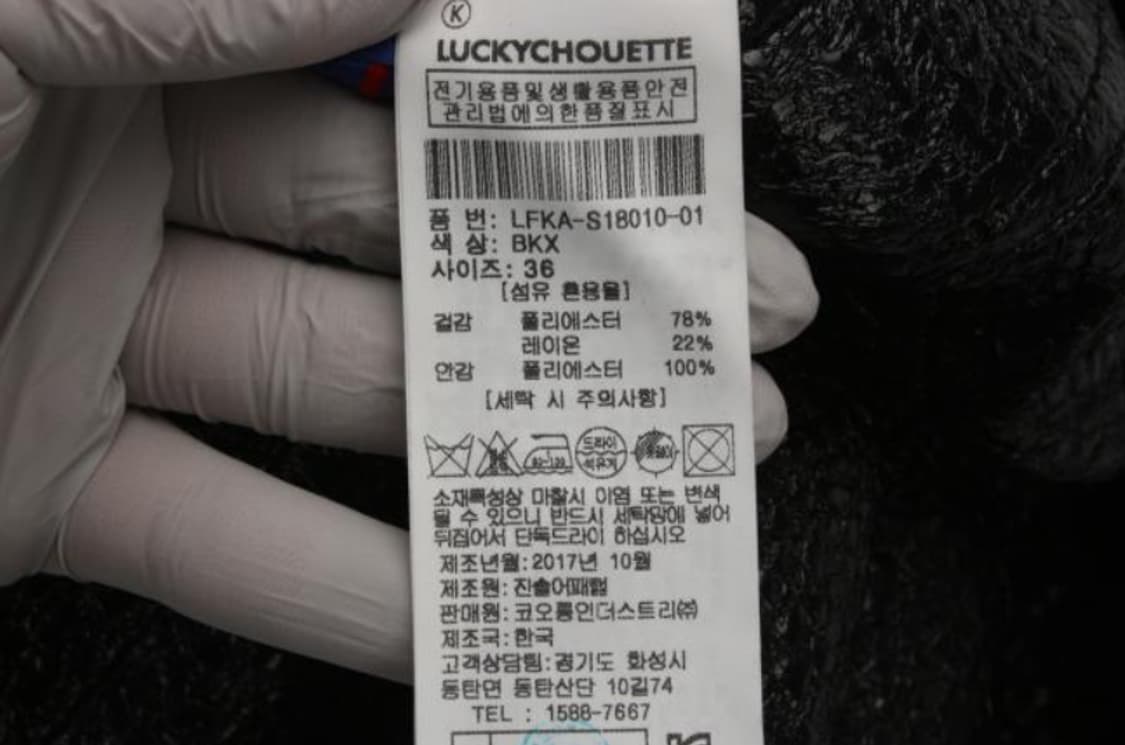 K
LUCKYCHOUETTE
전기용품및생활용품안전
관리법에의한품질표시
품 번: LFKA-S18010-01
색 상: BKX
사이즈: 36
[섬유 혼용율]
겉감 폴리에스터 78%
레이온 22%
안감 폴리에스터 100%
[세탁 시 주의사항]
80~120
드라이
석유계
소재특성상 마찰시 이염 또는 변색
될 수 있으니 반드시 세탁망에 넣어
뒤집어서 단독드라이 하십시오
제조년월:2017년 10월
제조원: 진솔어패럴
판매원: 코오롱인더스트리㈜
제조국:한국
고객상담팀:경기도 화성시
동탄면 동탄산단 10길74
TEL : 1588-7667